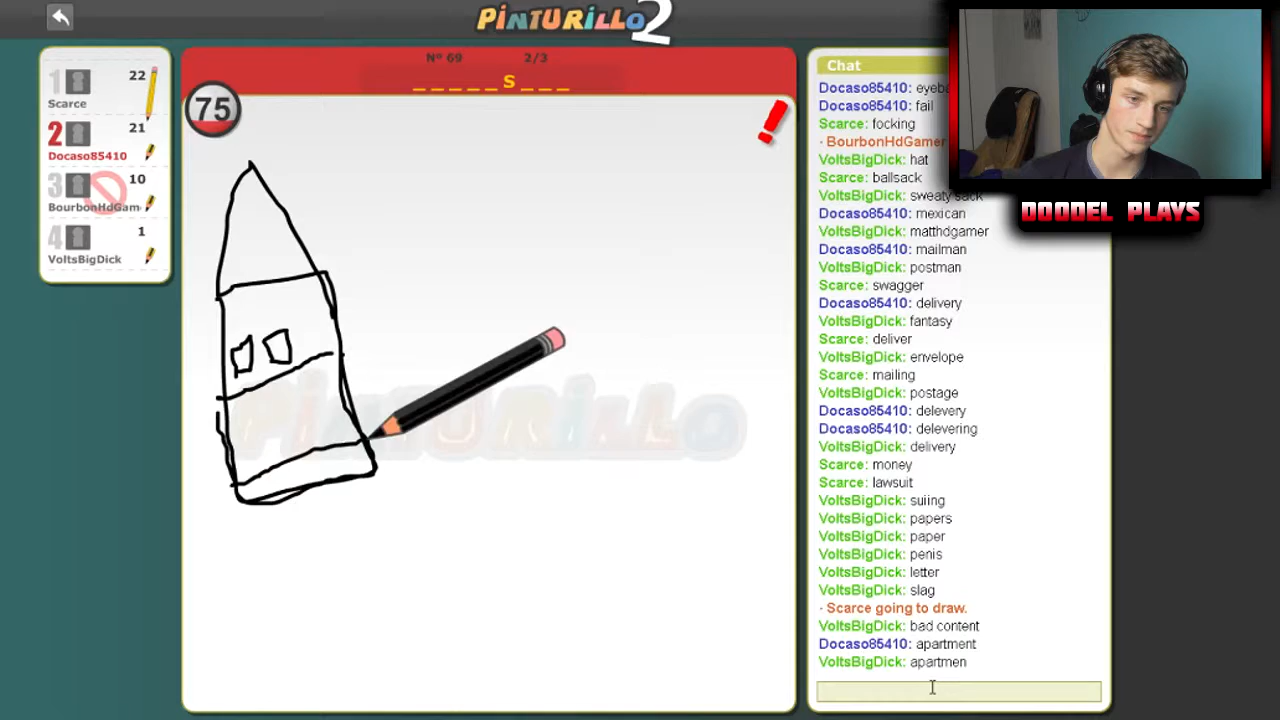 PINTURILLO 2
Nº 69 2/3
_ _ _ _ _ S _ _ _
75
1 22
Scarce
2 21
Docaso85410
3 10
BourbonHdGam
4 1
VoltsBigDick
PINTURILLO
Chat
Docaso85410: eyeba
Docaso85410: fail
Scarce: focking
· BourbonHdGamer
VoltsBigDick: hat
Scarce: ballsack
VoltsBigDick: sweaty sack
Docaso85410: mexican
VoltsBigDick: matthdgamer
Docaso85410: mailman
VoltsBigDick: postman
Scarce: swagger
Docaso85410: delivery
VoltsBigDick: fantasy
Scarce: deliver
VoltsBigDick: envelope
Scarce: mailing
VoltsBigDick: postage
Docaso85410: delevery
Docaso85410: delevering
VoltsBigDick: delivery
Scarce: money
Scarce: lawsuit
VoltsBigDick: suiing
VoltsBigDick: papers
VoltsBigDick: paper
VoltsBigDick: penis
VoltsBigDick: letter
VoltsBigDick: slag
· Scarce going to draw.
VoltsBigDick: bad content
Docaso85410: apartment
VoltsBigDick: apartmen
DOODEL PLAYS